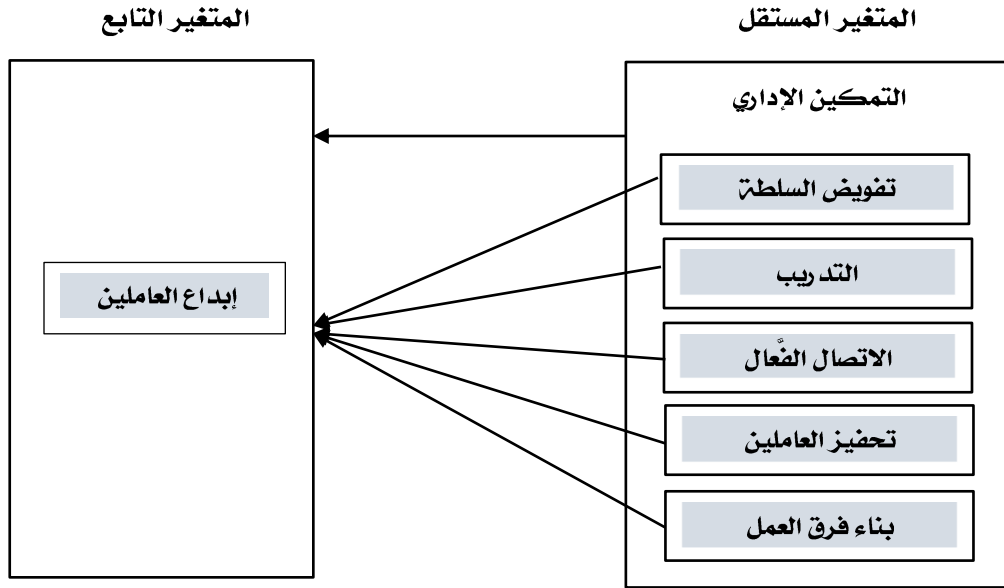 المتغير المستقل
المتغير التابع
التمكين الإداري
تفويض السلطة
التدريب
الاتصال الفَّعال
تحفيز العاملين
بناء فرق العمل
إبداع العاملين